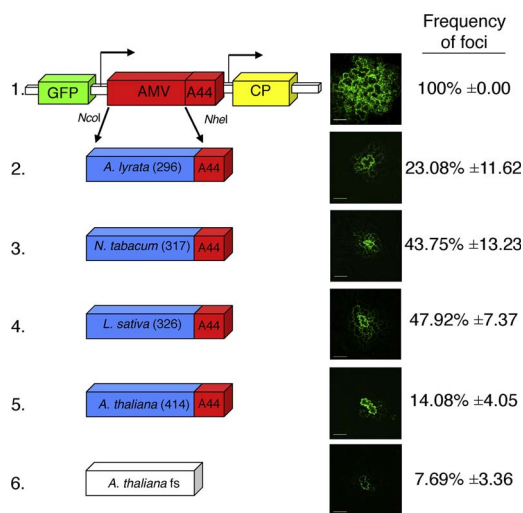 Frequency
of foci
1.
GFP
AMV
A44
CP
100% ±0.00
NcoI
NheI
2.
A. lyrata (296)
A44
23.08% ±11.62
3.
N. tabacum (317)
A44
43.75% ±13.23
4.
L. sativa (326)
A44
47.92% ±7.37
5.
A. thaliana (414)
A44
14.08% ±4.05
6.
A. thaliana fs
7.69% ±3.36